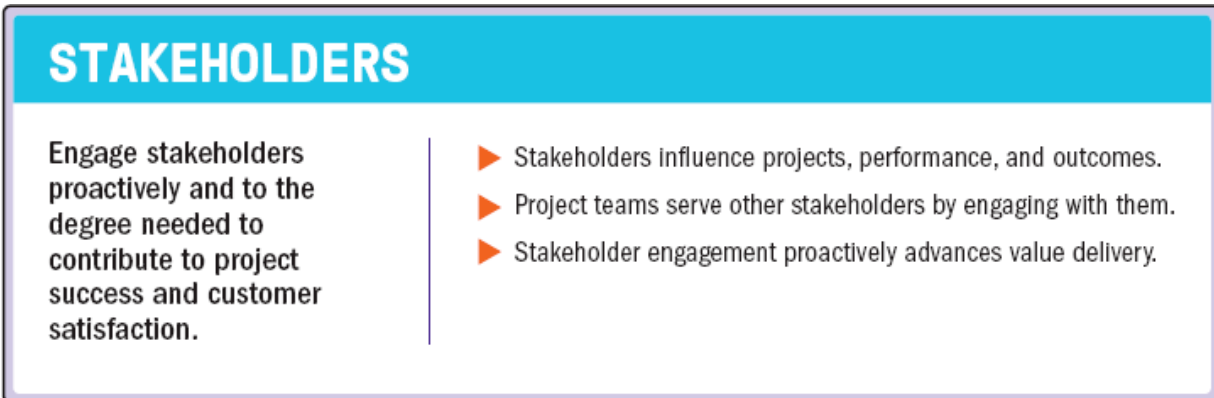 STAKEHOLDERS
Engage stakeholders
proactively and to the
degree needed to
contribute to project
success and customer
satisfaction.
Stakeholders influence projects, performance, and outcomes.
Project teams serve other stakeholders by engaging with them.
Stakeholder engagement proactively advances value delivery.